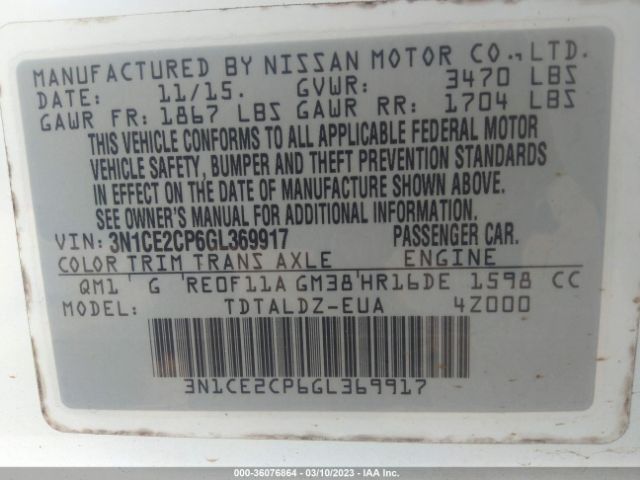 MANUFACTURED BY NISSAN MOTOR CO., LTD.
DATE: 11/15. GVWR: 3470 LBS
GAWR FR: 1867 LBS GAWR RR: 1704 LBS
THIS VEHICLE CONFORMS TO ALL APPLICABLE FEDERAL MOTOR
VEHICLE SAFETY, BUMPER AND THEFT PREVENTION STANDARDS
IN EFFECT ON THE DATE OF MANUFACTURE SHOWN ABOVE.
SEE OWNER'S MANUAL FOR ADDITIONAL INFORMATION.
VIN: 3N1CE2CP6GL369917 PASSENGER CAR.
COLOR TRIM TRANS AXLE ENGINE
QM1 G RE0F11A GM38 HR16DE 1598 CC
MODEL: TDTALDZ-EUA 4Z000
3N1CE2CP6GL369917
000-36076864 - 03/10/2023 - IAA Inc.